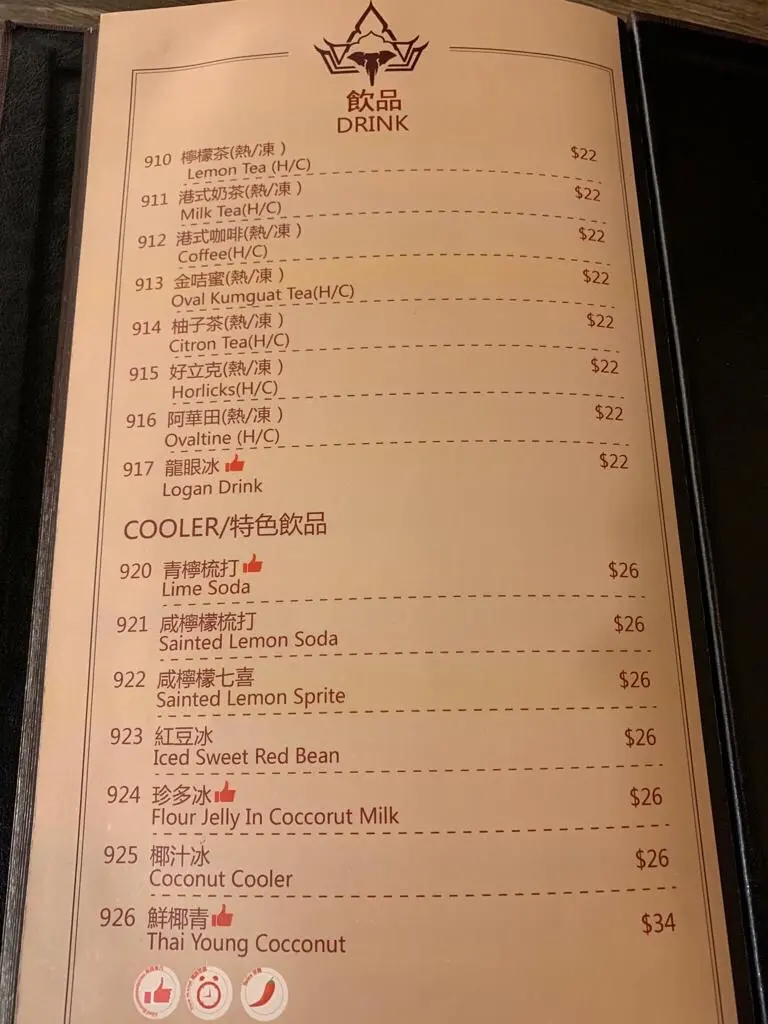 飲品
DRINK
910 檸檬茶(熱/凍) $22
Lemon Tea (H/C)
911 港式奶茶(熱/凍) $22
Milk Tea(H/C)
912 港式咖啡(熱/凍) $22
Coffee(H/C)
913 金咭蜜(熱/凍) $22
Oval Kumguat Tea(H/C)
914 柚子茶(熱/凍) $22
Citron Tea(H/C)
915 好立克(熱/凍) $22
Horlicks(H/C)
916 阿華田(熱/凍) $22
Ovaltine (H/C)
917 龍眼冰 $22
Logan Drink
COOLER/特色飲品
920 青檸梳打 $26
Lime Soda
921 咸檸檬梳打 $26
Sainted Lemon Soda
922 咸檸檬七喜 $26
Sainted Lemon Sprite
923 紅豆冰 $26
Iced Sweet Red Bean
924 珍多冰 $26
Flour Jelly In Coccorut Milk
925 椰汁冰 $26
Coconut Cooler
926 鮮椰青 $34
Thai Young Cocconut